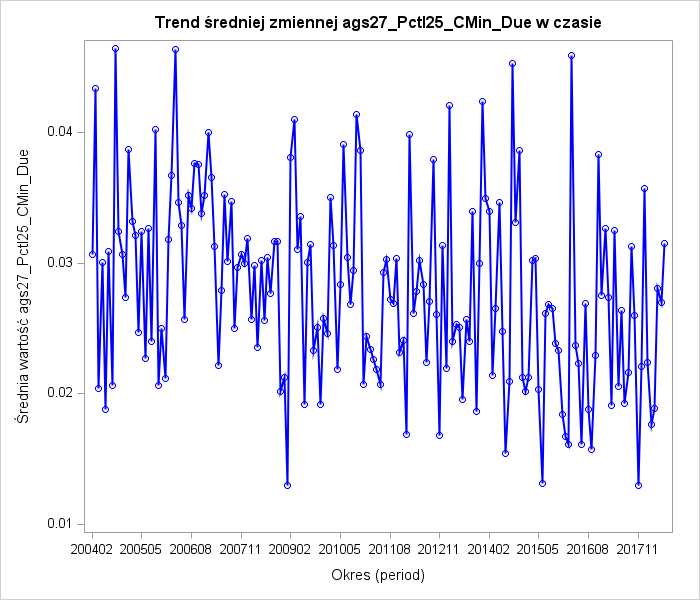 Trend średniej zmiennej ags27_Pctl25_CMin_Due w czasie
Średnia wartość ags27_Pctl25_CMin_Due
0.04
0.03
0.02
0.01
200402 200505 200608 200711 200902 201005 201108 201211 201402 201505 201608 201711
Okres (period)